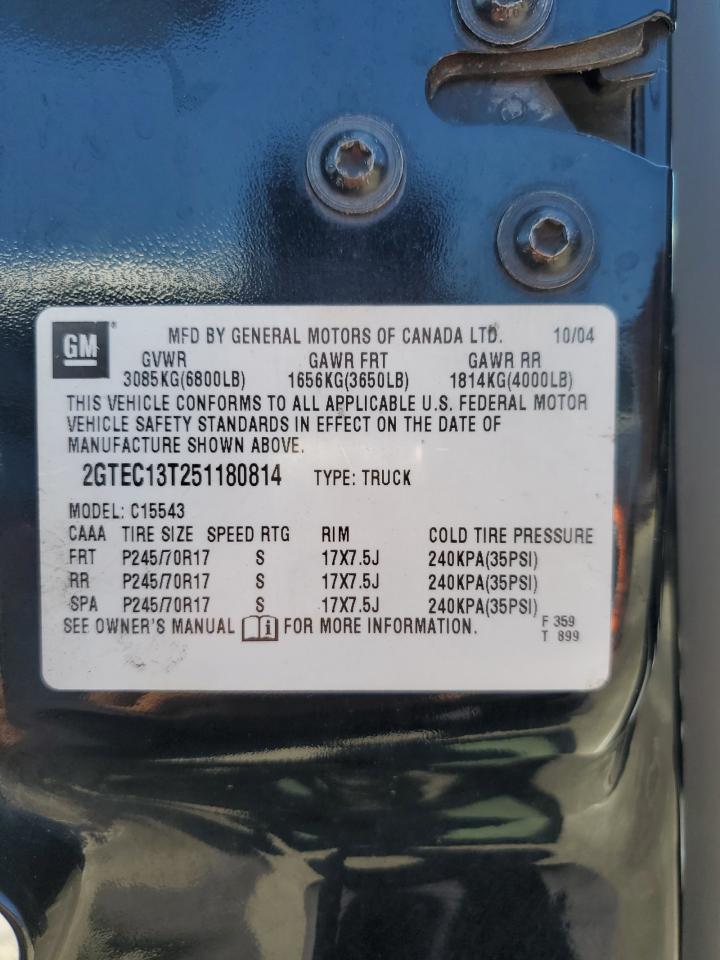 GM MFD BY GENERAL MOTORS OF CANADA LTD. 10/04
GVWR GAWR FRT GAWR RR
3085KG(6800LB) 1656KG(3650LB) 1814KG(4000LB)
THIS VEHICLE CONFORMS TO ALL APPLICABLE U.S. FEDERAL MOTOR
VEHICLE SAFETY STANDARDS IN EFFECT ON THE DATE OF
MANUFACTURE SHOWN ABOVE.
2GTEC13T251180814 TYPE: TRUCK
MODEL: C15543
CAAA TIRE SIZE SPEED RTG RIM COLD TIRE PRESSURE
FRT P245/70R17 S 17X7.5J 240KPA(35PSI)
RR P245/70R17 S 17X7.5J 240KPA(35PSI)
SPA P245/70R17 S 17X7.5J 240KPA(35PSI)
SEE OWNER'S MANUAL i FOR MORE INFORMATION. F 359
T 899